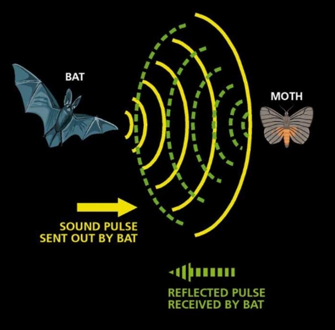 BAT
MOTH
SOUND PULSE
SENT OUT BY BAT
REFLECTED PULSE
RECEIVED BY BAT